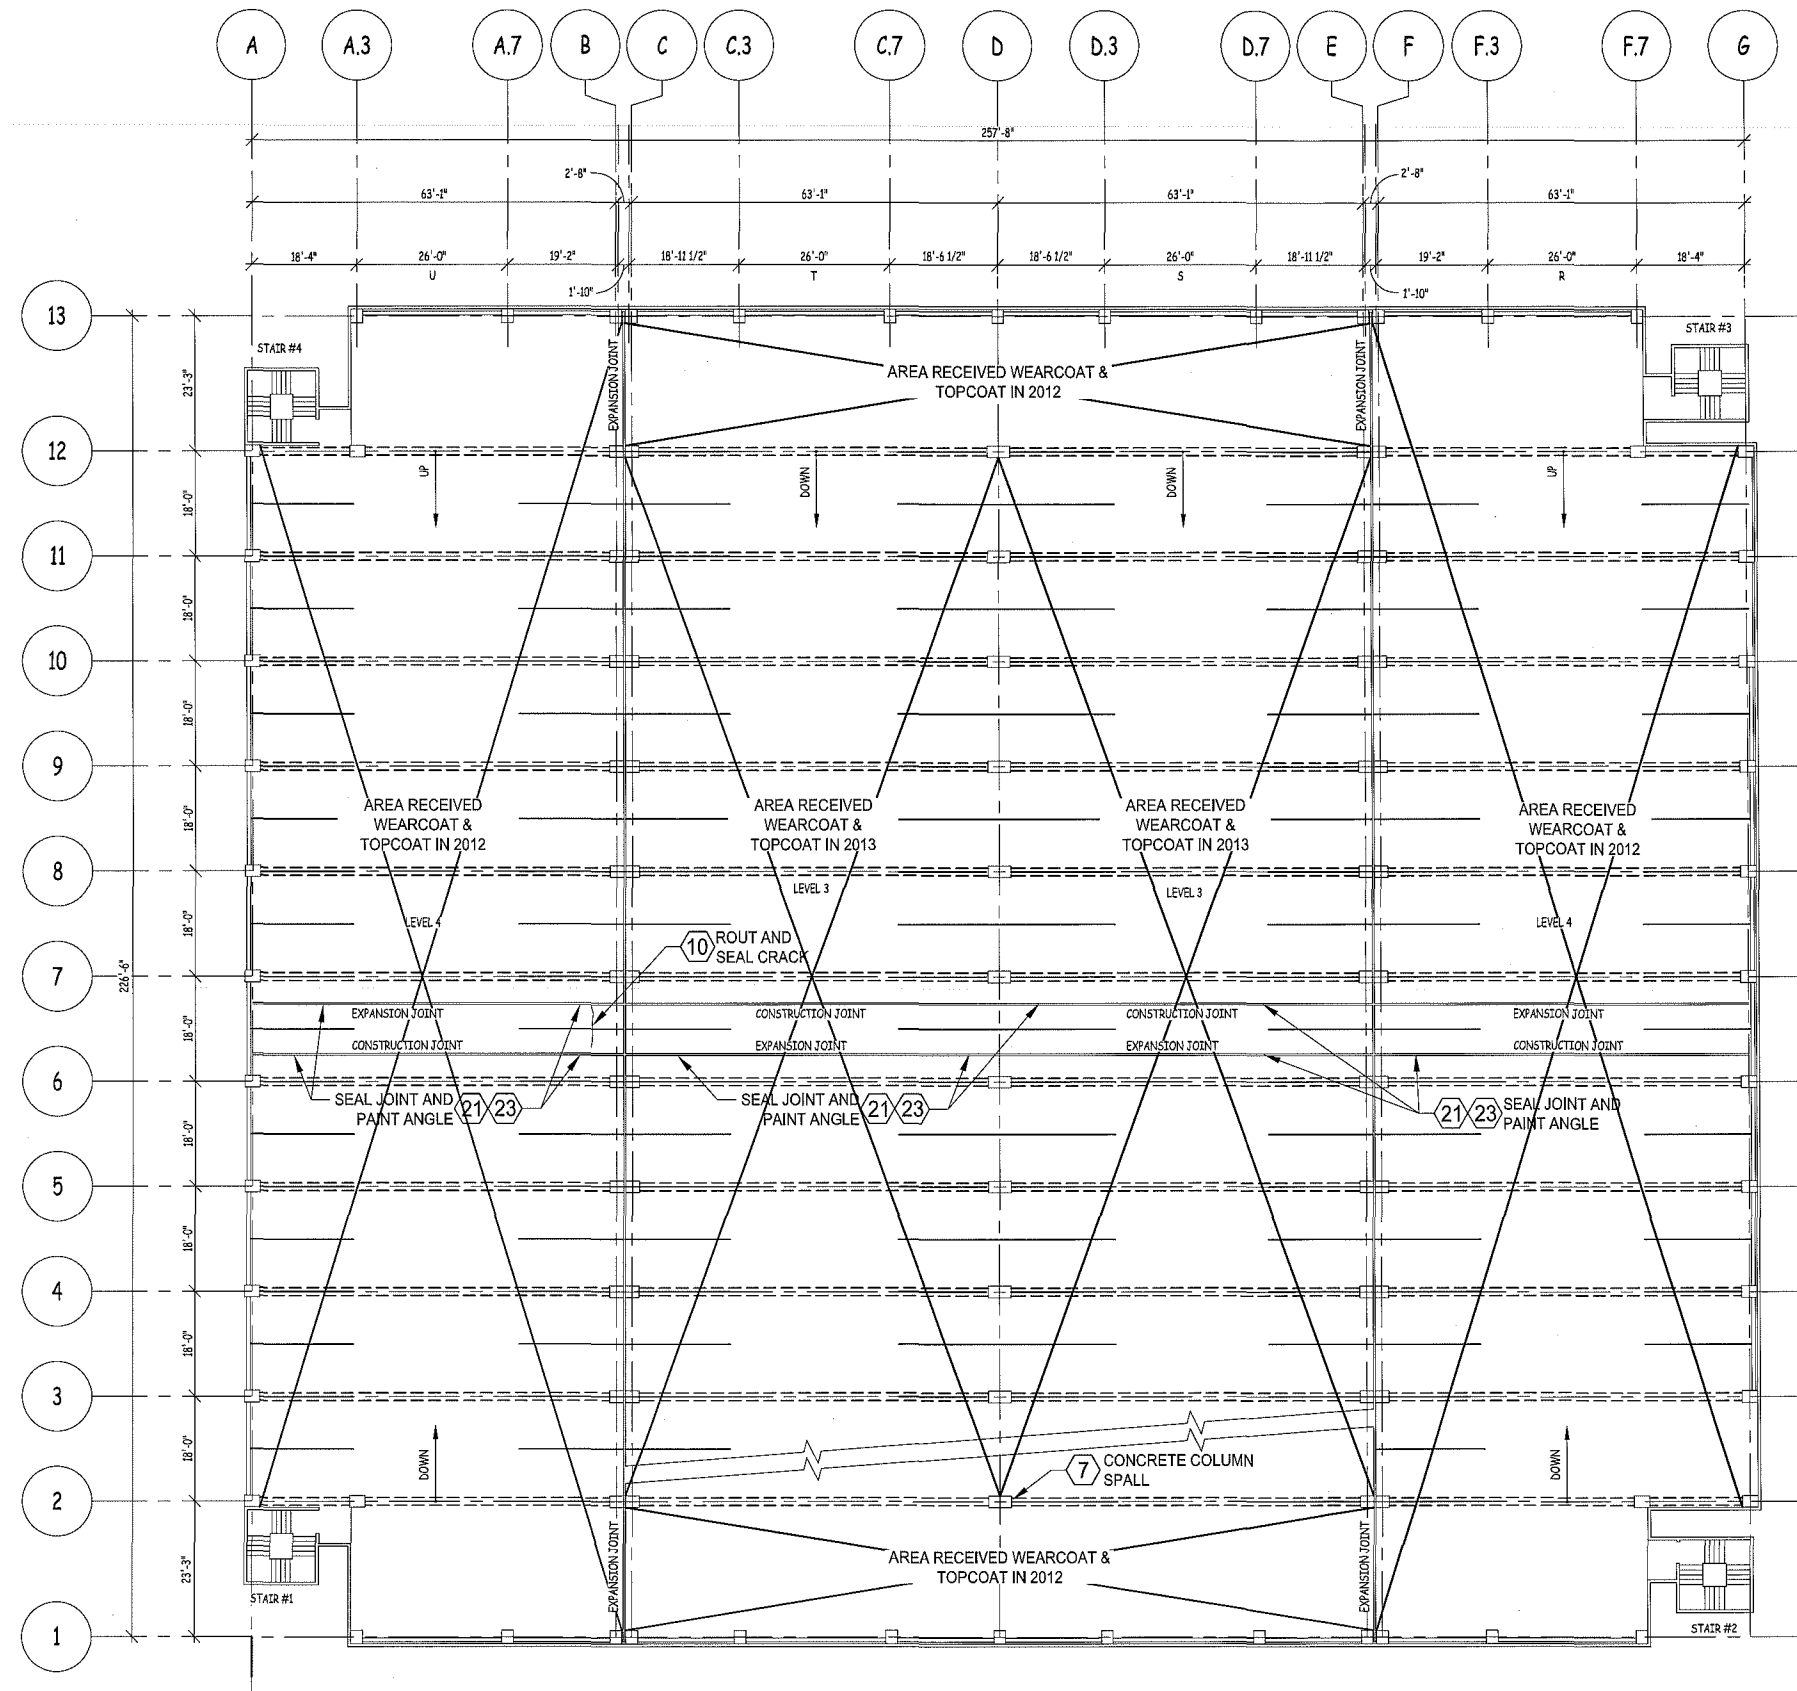 A
A.3
A.7
B
C
C.3
C.7
D
D.3
D.7
E
F
F.3
F.7
G
257'-8"
2'-8"
2'-8"
63'-1"
63'-1"
63'-1"
63'-1"
18'-4"
26'-0"
19'-2"
18'-11 1/2"
26'-0"
18'-6 1/2"
18'-6 1/2"
26'-0"
18'-11 1/2"
19'-2"
26'-0"
18'-4"
U
T
S
R
1'-10"
1'-10"
13
STAIR #4
STAIR #3
EXPANSION JOINT
EXPANSION JOINT
AREA RECEIVED WEARCOAT &
TOPCOAT IN 2012
23'-3"
12
UP
DOWN
DOWN
UP
18'-0"
11
18'-0"
10
18'-0"
9
18'-0"
AREA RECEIVED
WEARCOAT &
TOPCOAT IN 2012
AREA RECEIVED
WEARCOAT &
TOPCOAT IN 2013
AREA RECEIVED
WEARCOAT &
TOPCOAT IN 2013
AREA RECEIVED
WEARCOAT &
TOPCOAT IN 2012
8
LEVEL 3
LEVEL 3
LEVEL 4
LEVEL 4
18'-0"
10
ROUT AND
SEAL CRACK
7
226'-6"
EXPANSION JOINT
CONSTRUCTION JOINT
CONSTRUCTION JOINT
EXPANSION JOINT
18'-0"
CONSTRUCTION JOINT
EXPANSION JOINT
EXPANSION JOINT
CONSTRUCTION JOINT
6
SEAL JOINT AND
PAINT ANGLE
21 23
SEAL JOINT AND
PAINT ANGLE
21 23
21 23
SEAL JOINT AND
PAINT ANGLE
18'-0"
5
18'-0"
4
18'-0"
3
18'-0"
DOWN
DOWN
7
CONCRETE COLUMN
SPALL
2
23'-3"
EXPANSION JOINT
EXPANSION JOINT
AREA RECEIVED WEARCOAT &
TOPCOAT IN 2012
STAIR #1
STAIR #2
1